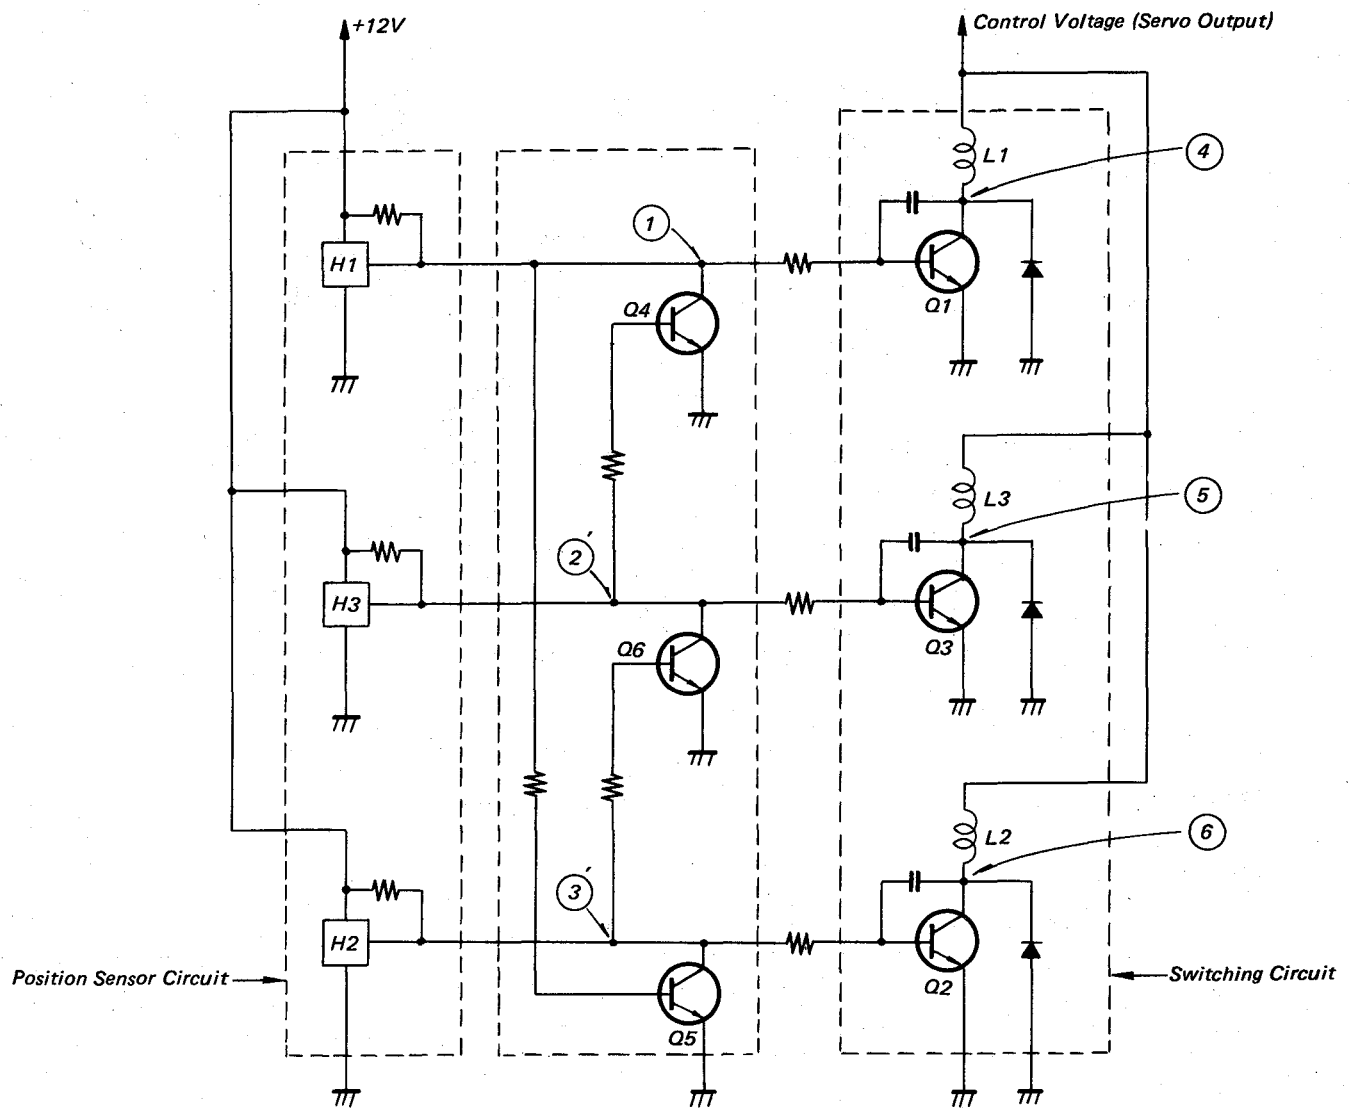 +12V
Control Voltage (Servo Output)
L1
4
1
H1
Q4
Q1
L3
5
2′
H3
Q6
Q3
L2
6
3′
H2
Position Sensor Circuit
Switching Circuit
Q2
Q5